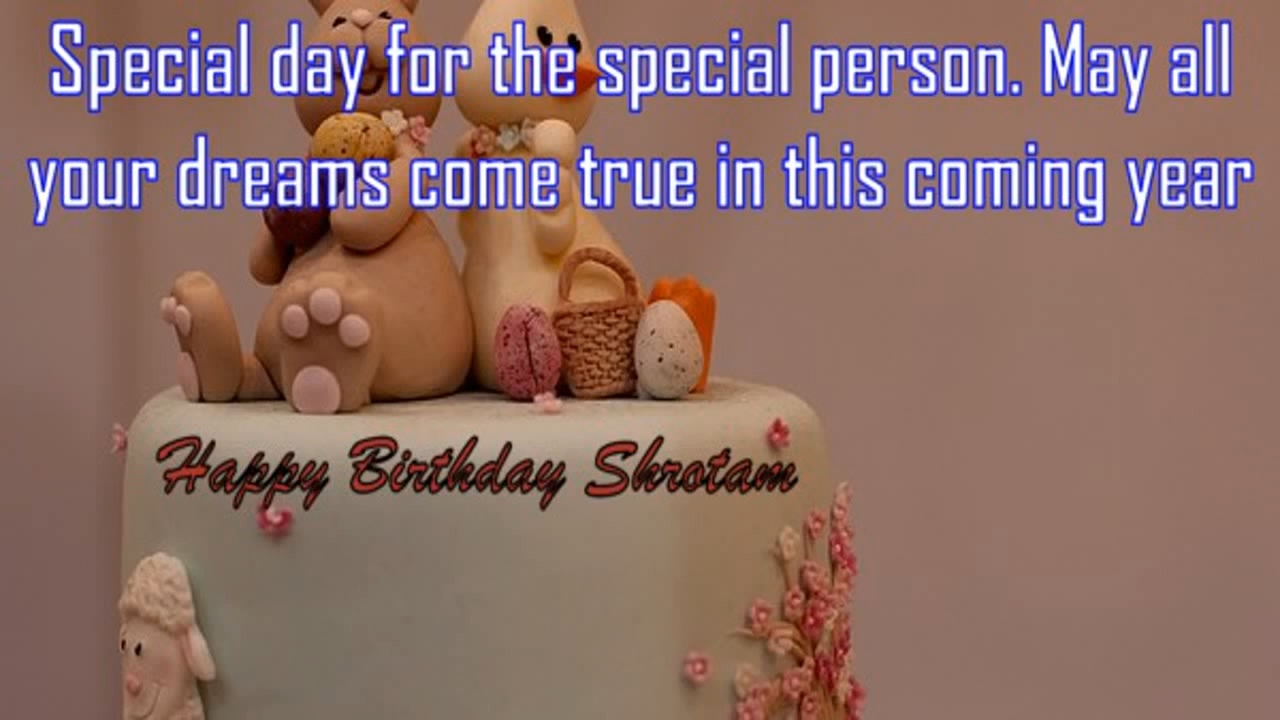 Special day for the special person. May all
your dreams come true in this coming year
Happy Birthday Shrotam